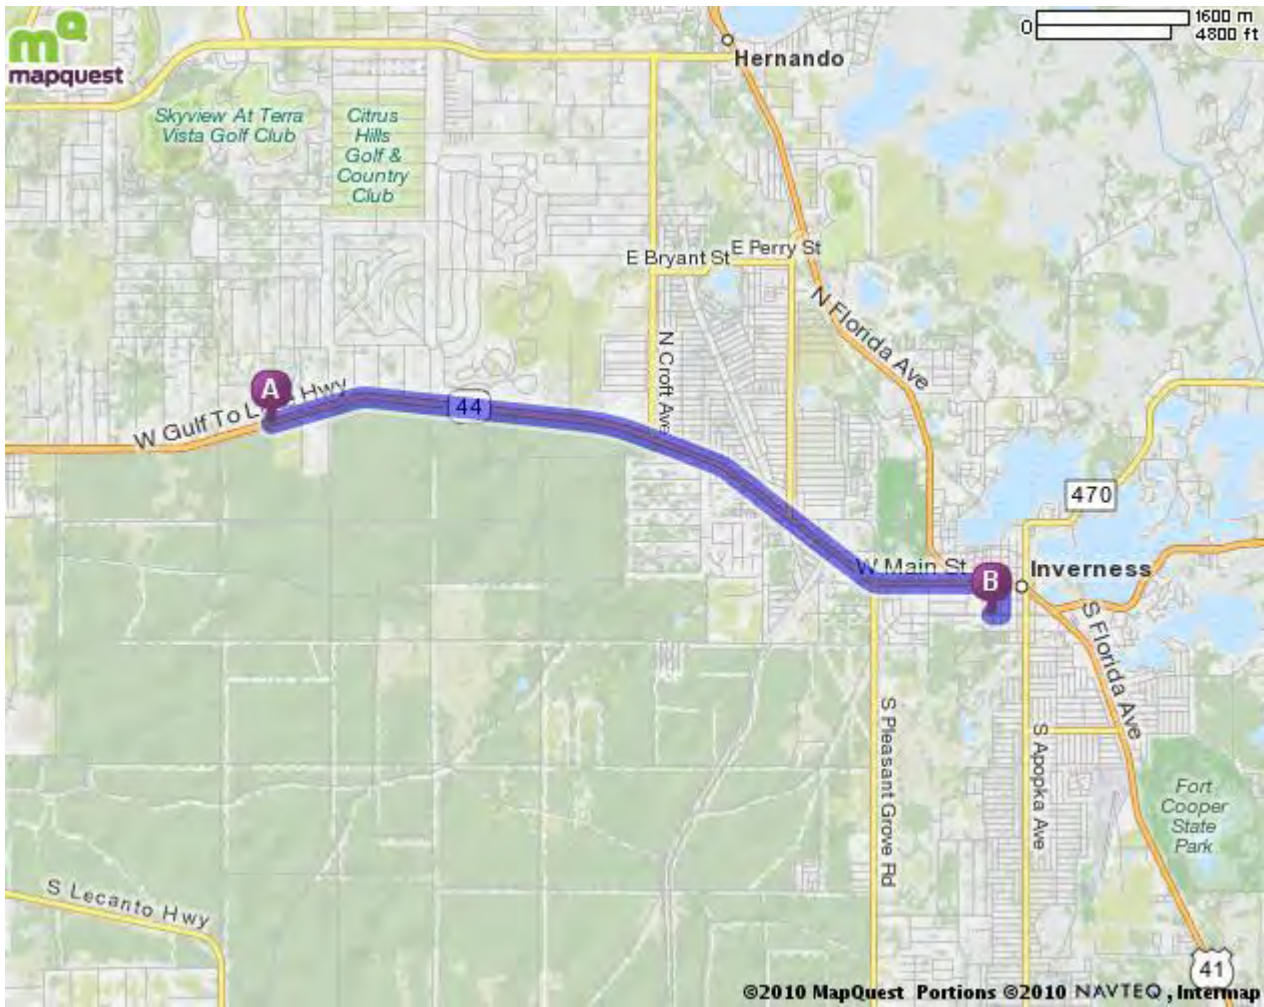 mQ
mapquest
0
1600 m
4800 ft
Hernando
Skyview At Terra
Vista Golf Club
Citrus
Hills
Golf &
Country
Club
E Bryant St
E Perry St
N Florida Ave
N Croft Ave
A
W Gulf To L Hwy
44
470
W Main St
B
Inverness
S Florida Ave
S Pleasant Grove Rd
S Apopka Ave
Fort
Cooper
State
Park
S Lecanto Hwy
41
©2010 MapQuest Portions ©2010 NAVTEQ, Intermap